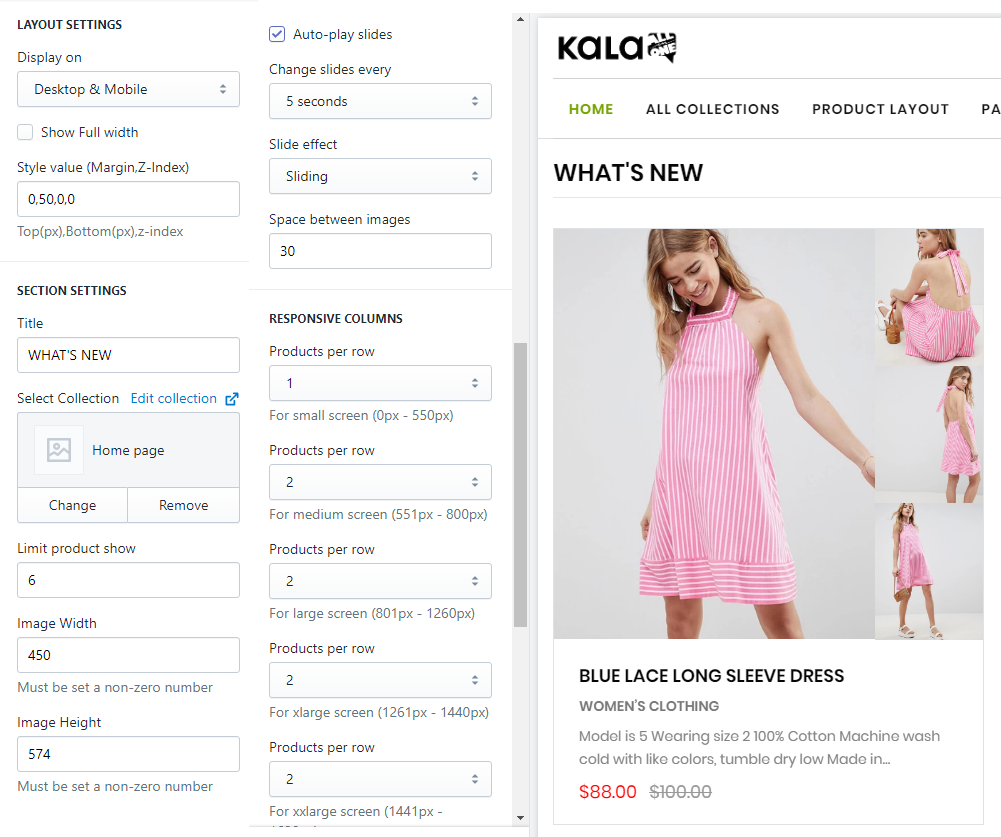 LAYOUT SETTINGS
Display on
Desktop & Mobile
Show Full width
Style value (Margin,Z-Index)
0,50,0,0
Top(px),Bottom(px),z-index
SECTION SETTINGS
Title
WHAT'S NEW
Select Collection Edit collection
Home page
Change Remove
Limit product show
6
Image Width
450
Must be set a non-zero number
Image Height
574
Must be set a non-zero number
Auto-play slides
Change slides every
5 seconds
Slide effect
Sliding
Space between images
30
RESPONSIVE COLUMNS
Products per row
1
For small screen (0px - 550px)
Products per row
2
For medium screen (551px - 800px)
Products per row
2
For large screen (801px - 1260px)
Products per row
2
For xlarge screen (1261px - 1440px)
Products per row
2
For xxlarge screen (1441px -
KALA ONE
HOME ALL COLLECTIONS PRODUCT LAYOUT PA
WHAT'S NEW
BLUE LACE LONG SLEEVE DRESS
WOMEN'S CLOTHING
Model is 5 Wearing size 2 100% Cotton Machine wash
cold with like colors, tumble dry low Made in...
$88.00 $100.00